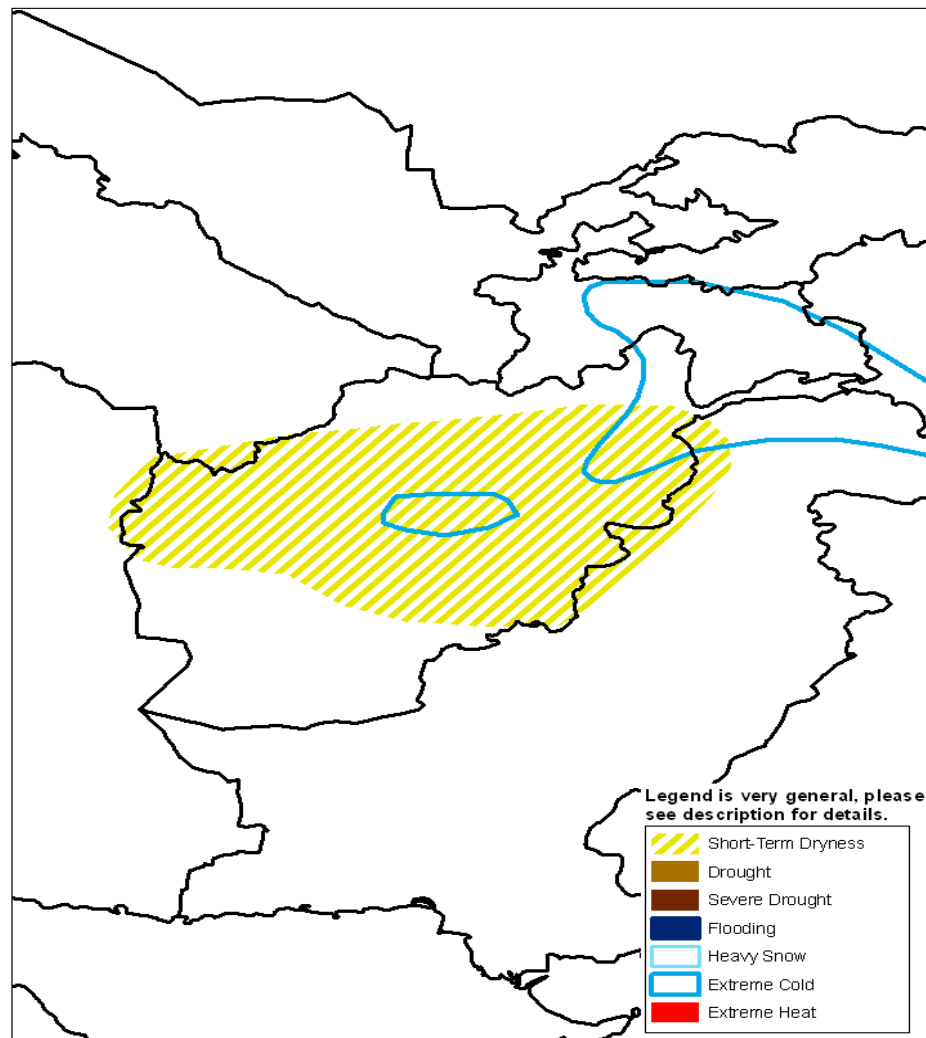 Legend is very general, please
see description for details.
Short-Term Dryness
Drought
Severe Drought
Flooding
Heavy Snow
Extreme Cold
Extreme Heat